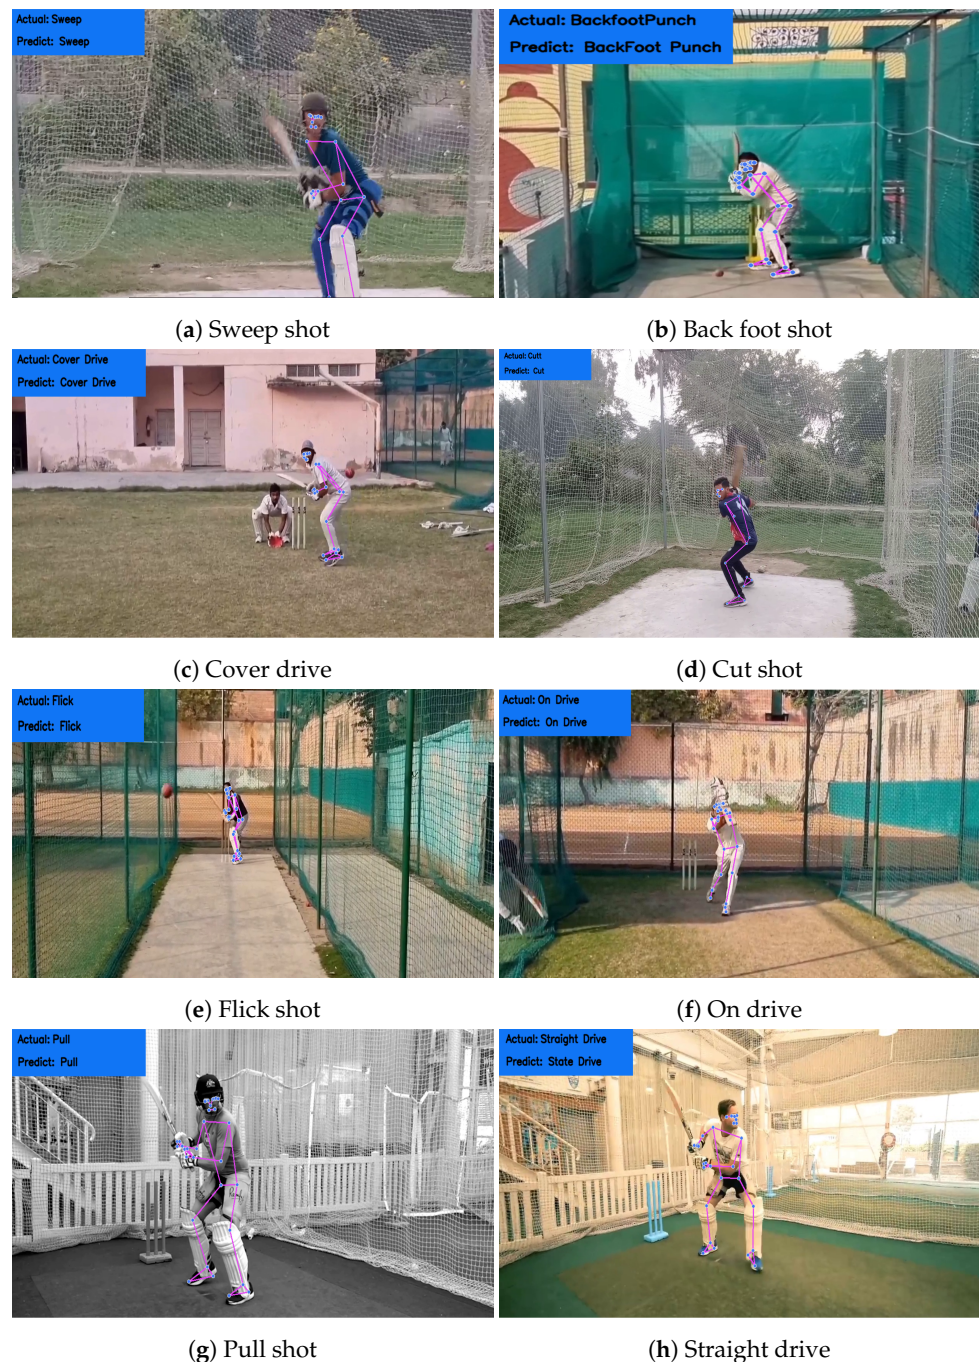 Actual: Sweep
Predict: Sweep
Actual: BackfootPunch
Predict: BackFoot Punch
(a) Sweep shot
(b) Back foot shot
Actual: Cover Drive
Predict: Cover Drive
Actual: Cutt
Predict: Cut
(c) Cover drive
(d) Cut shot
Actual: Flick
Predict: Flick
Actual: On Drive
Predict: On Drive
(e) Flick shot
(f) On drive
Actual: Pull
Predict: Pull
Actual: Straight Drive
Predict: State Drive
(g) Pull shot
(h) Straight drive